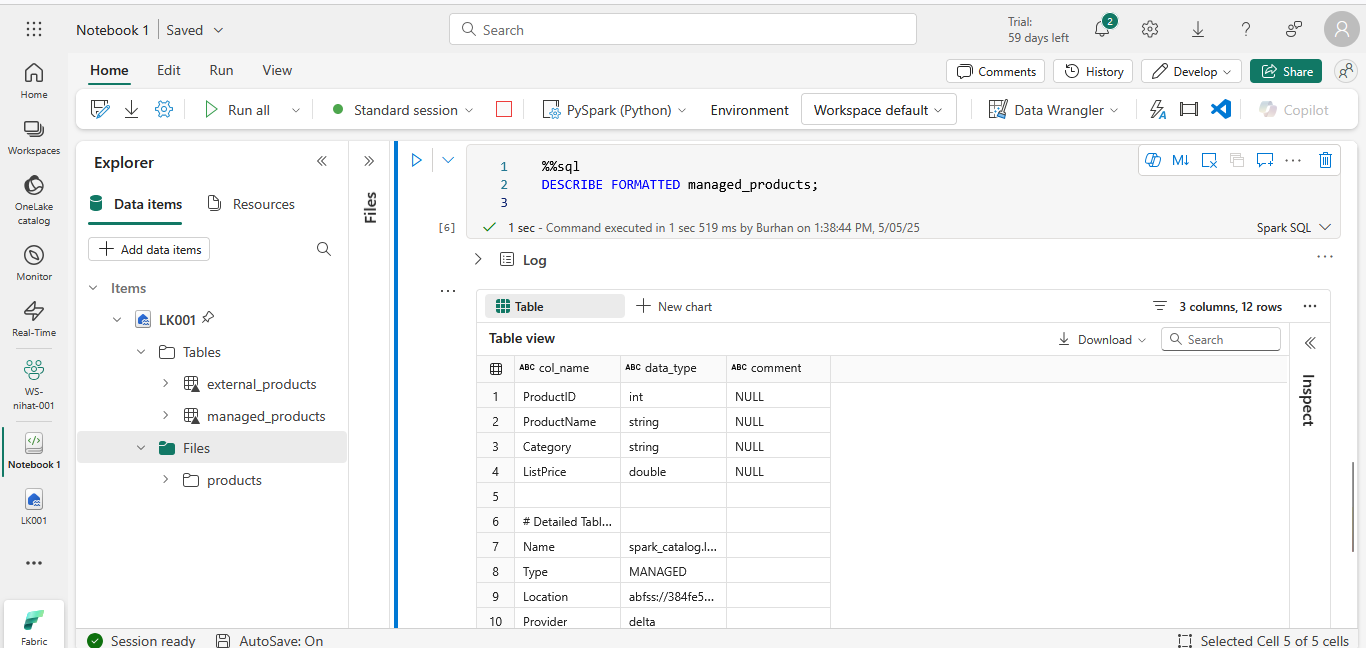 Notebook 1 Saved
Search
Trial:
59 days left
2
Home Edit Run View
Comments History Develop Share
Run all Standard session PySpark (Python) Environment Workspace default Data Wrangler Copilot
Home
Workspaces
OneLake
catalog
Monitor
Real-Time
WS-
nihat-001
Notebook 1
LK001
Fabric
Explorer
Data items Resources
Add data items
Items
LK001
Tables
external_products
managed_products
Files
products
Files
1 %%sql
2 DESCRIBE FORMATTED managed_products;
3
[6] 1 sec - Command executed in 1 sec 519 ms by Burhan on 1:38:44 PM, 5/05/25 Spark SQL
Log
Table New chart 3 columns, 12 rows
Table view Download Search
Inspect
ABC col_name ABC data_type ABC comment
1 ProductID int NULL
2 ProductName string NULL
3 Category string NULL
4 ListPrice double NULL
5
6 # Detailed Tabl...
7 Name spark_catalog.l...
8 Type MANAGED
9 Location abfss://384fe5...
10 Provider delta
Session ready AutoSave: On Selected Cell 5 of 5 cells